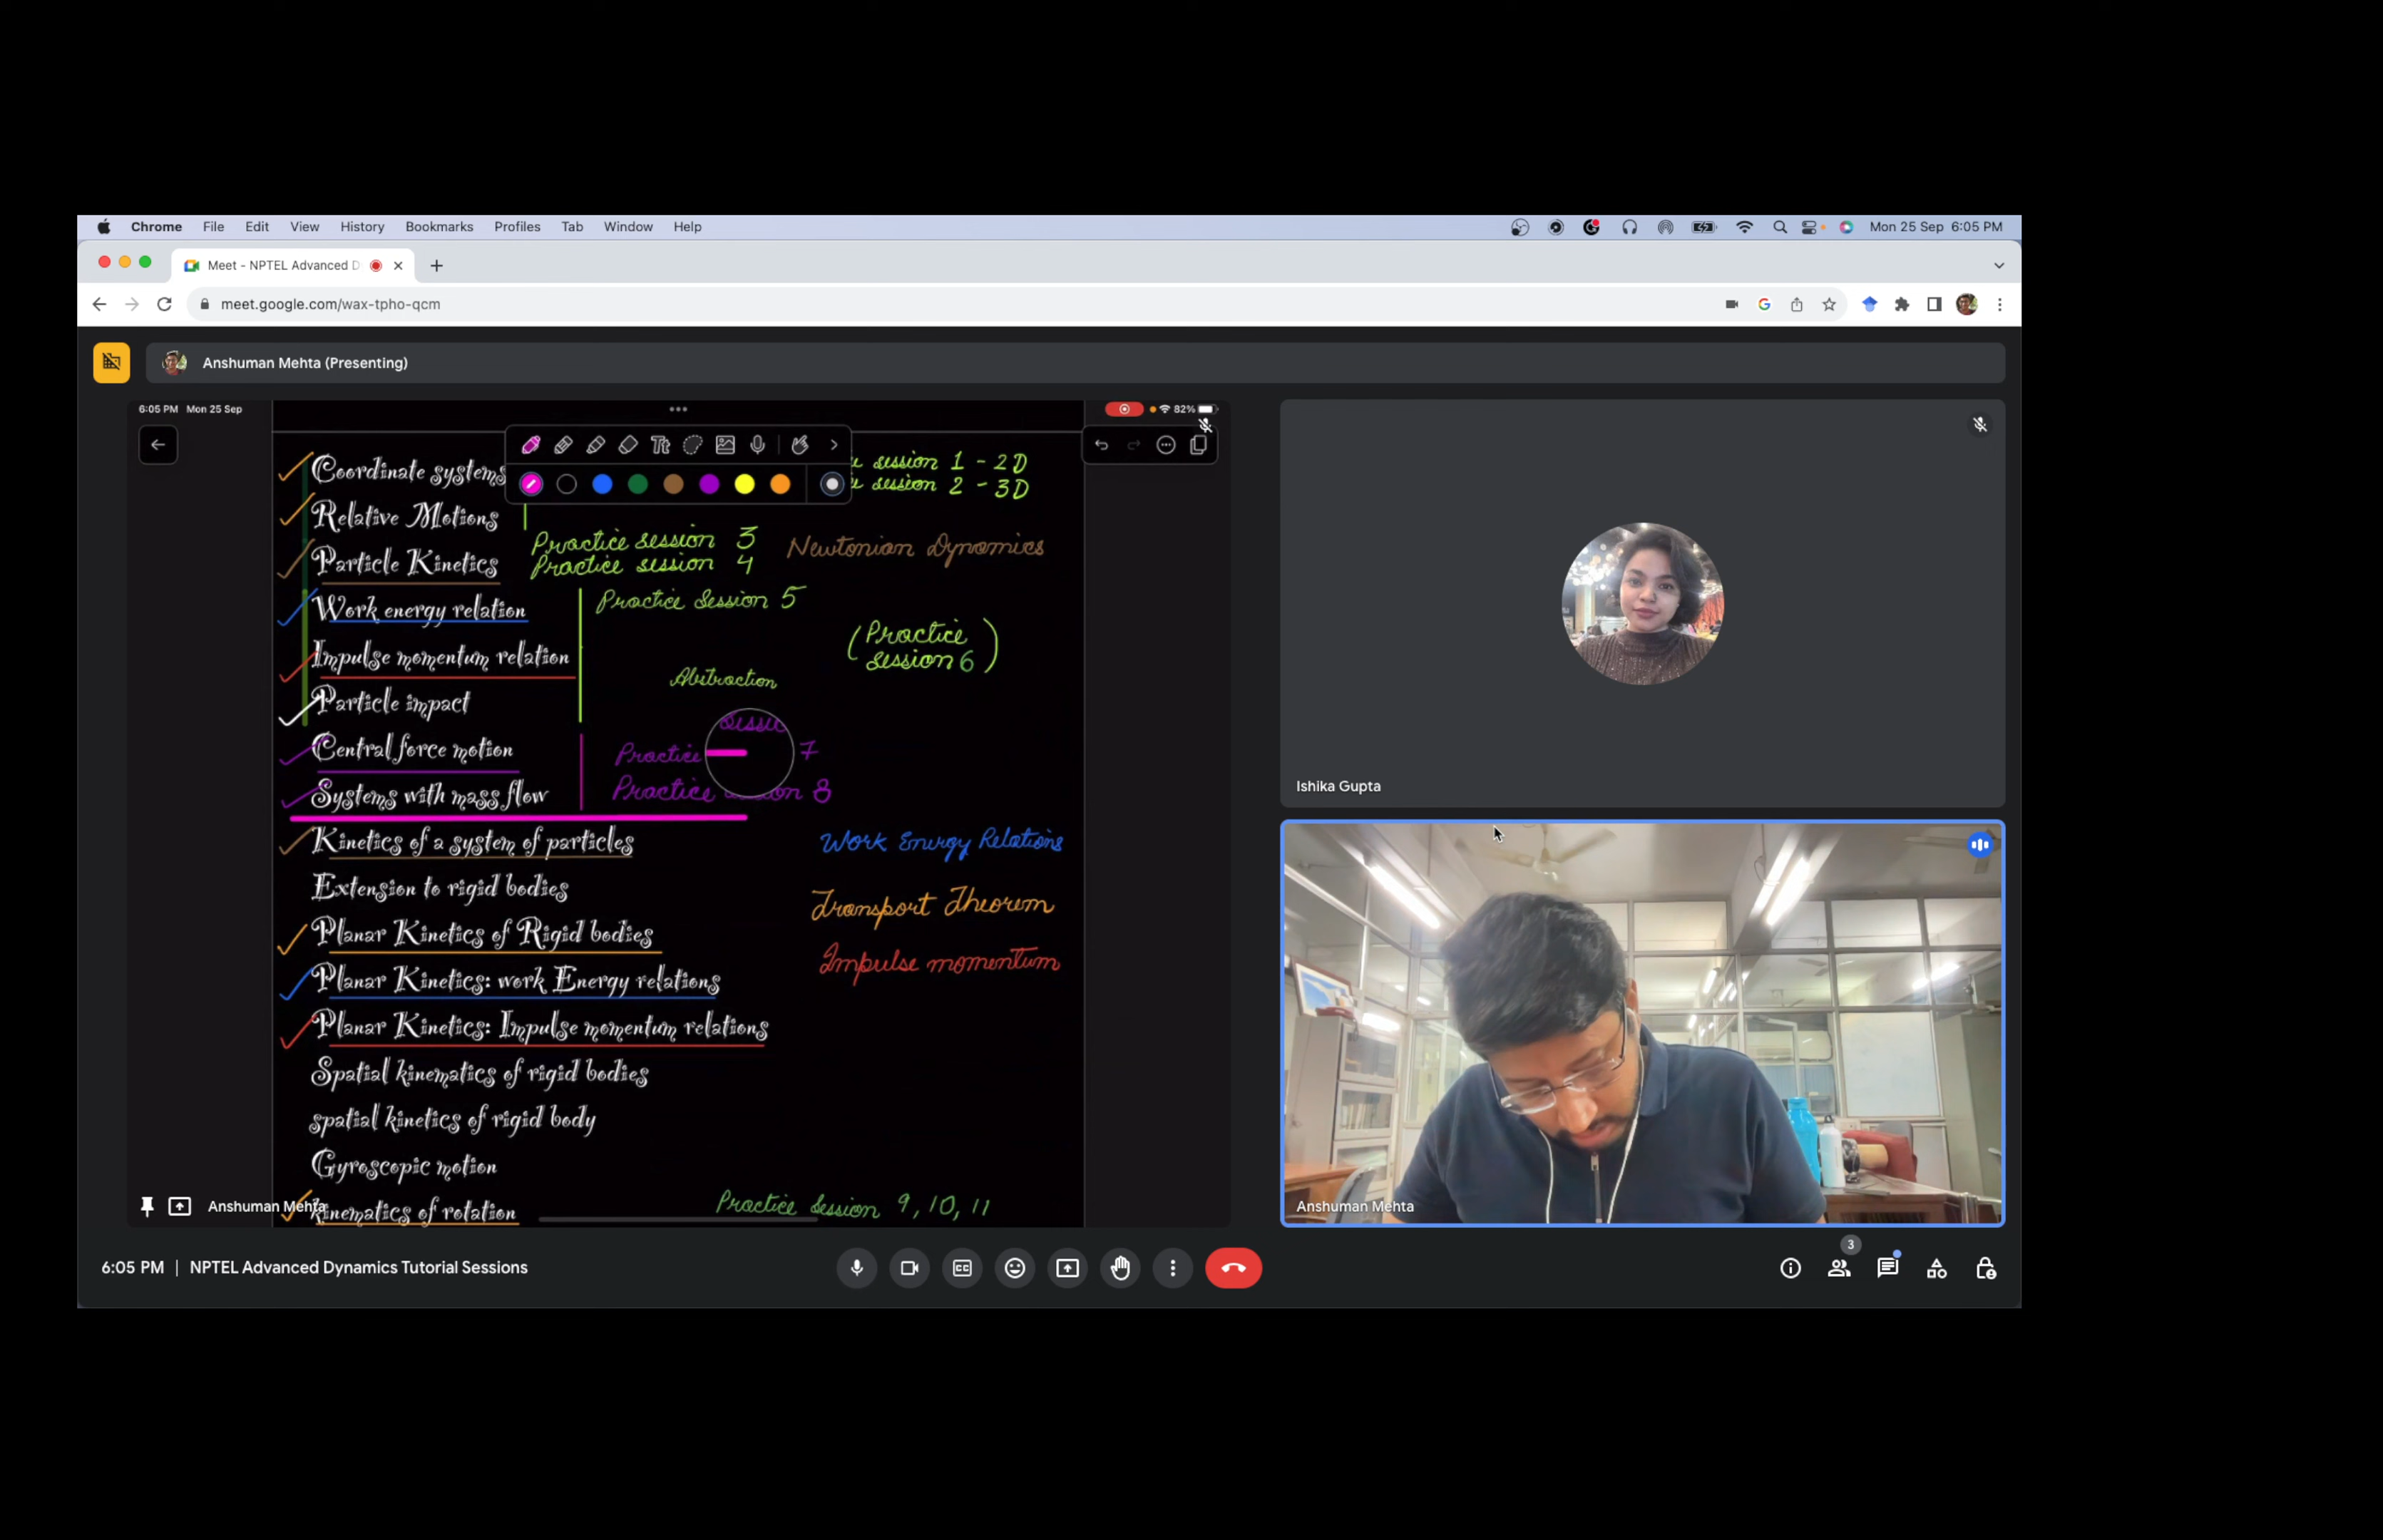 Chrome File Edit View History Bookmarks Profiles Tab Window Help Mon 25 Sep 6:05 PM
Meet - NPTEL Advanced D
meet.google.com/wax-tpho-qcm
Anshuman Mehta (Presenting)
6:05 PM Mon 25 Sep 82%
Tt
Coordinate systems session 1 - 2D
session 2 - 3D
Relative Motions
Practice session 3 Newtonian Dynamics
Particle Kinetics Practice session 4
Work energy relation Practice Session 5
(Practice
session 6)
Impulse momentum relation
Abstraction
Particle impact
Central force motion Practice 7
Systems with mass flow Practice 8
Kinetics of a system of particles Work Energy Relations
Extension to rigid bodies
Transport Theorem
Planar Kinetics of Rigid bodies
Impulse momentum
Planar Kinetics: work Energy relations
Planar Kinetics: Impulse momentum relations
Spatial kinematics of rigid bodies
spatial kinetics of rigid body
Gyroscopic motion
kinematics of rotation Practice Session 9, 10, 11
Anshuman Mehta
Ishika Gupta
Anshuman Mehta
6:05 PM | NPTEL Advanced Dynamics Tutorial Sessions
CC
3